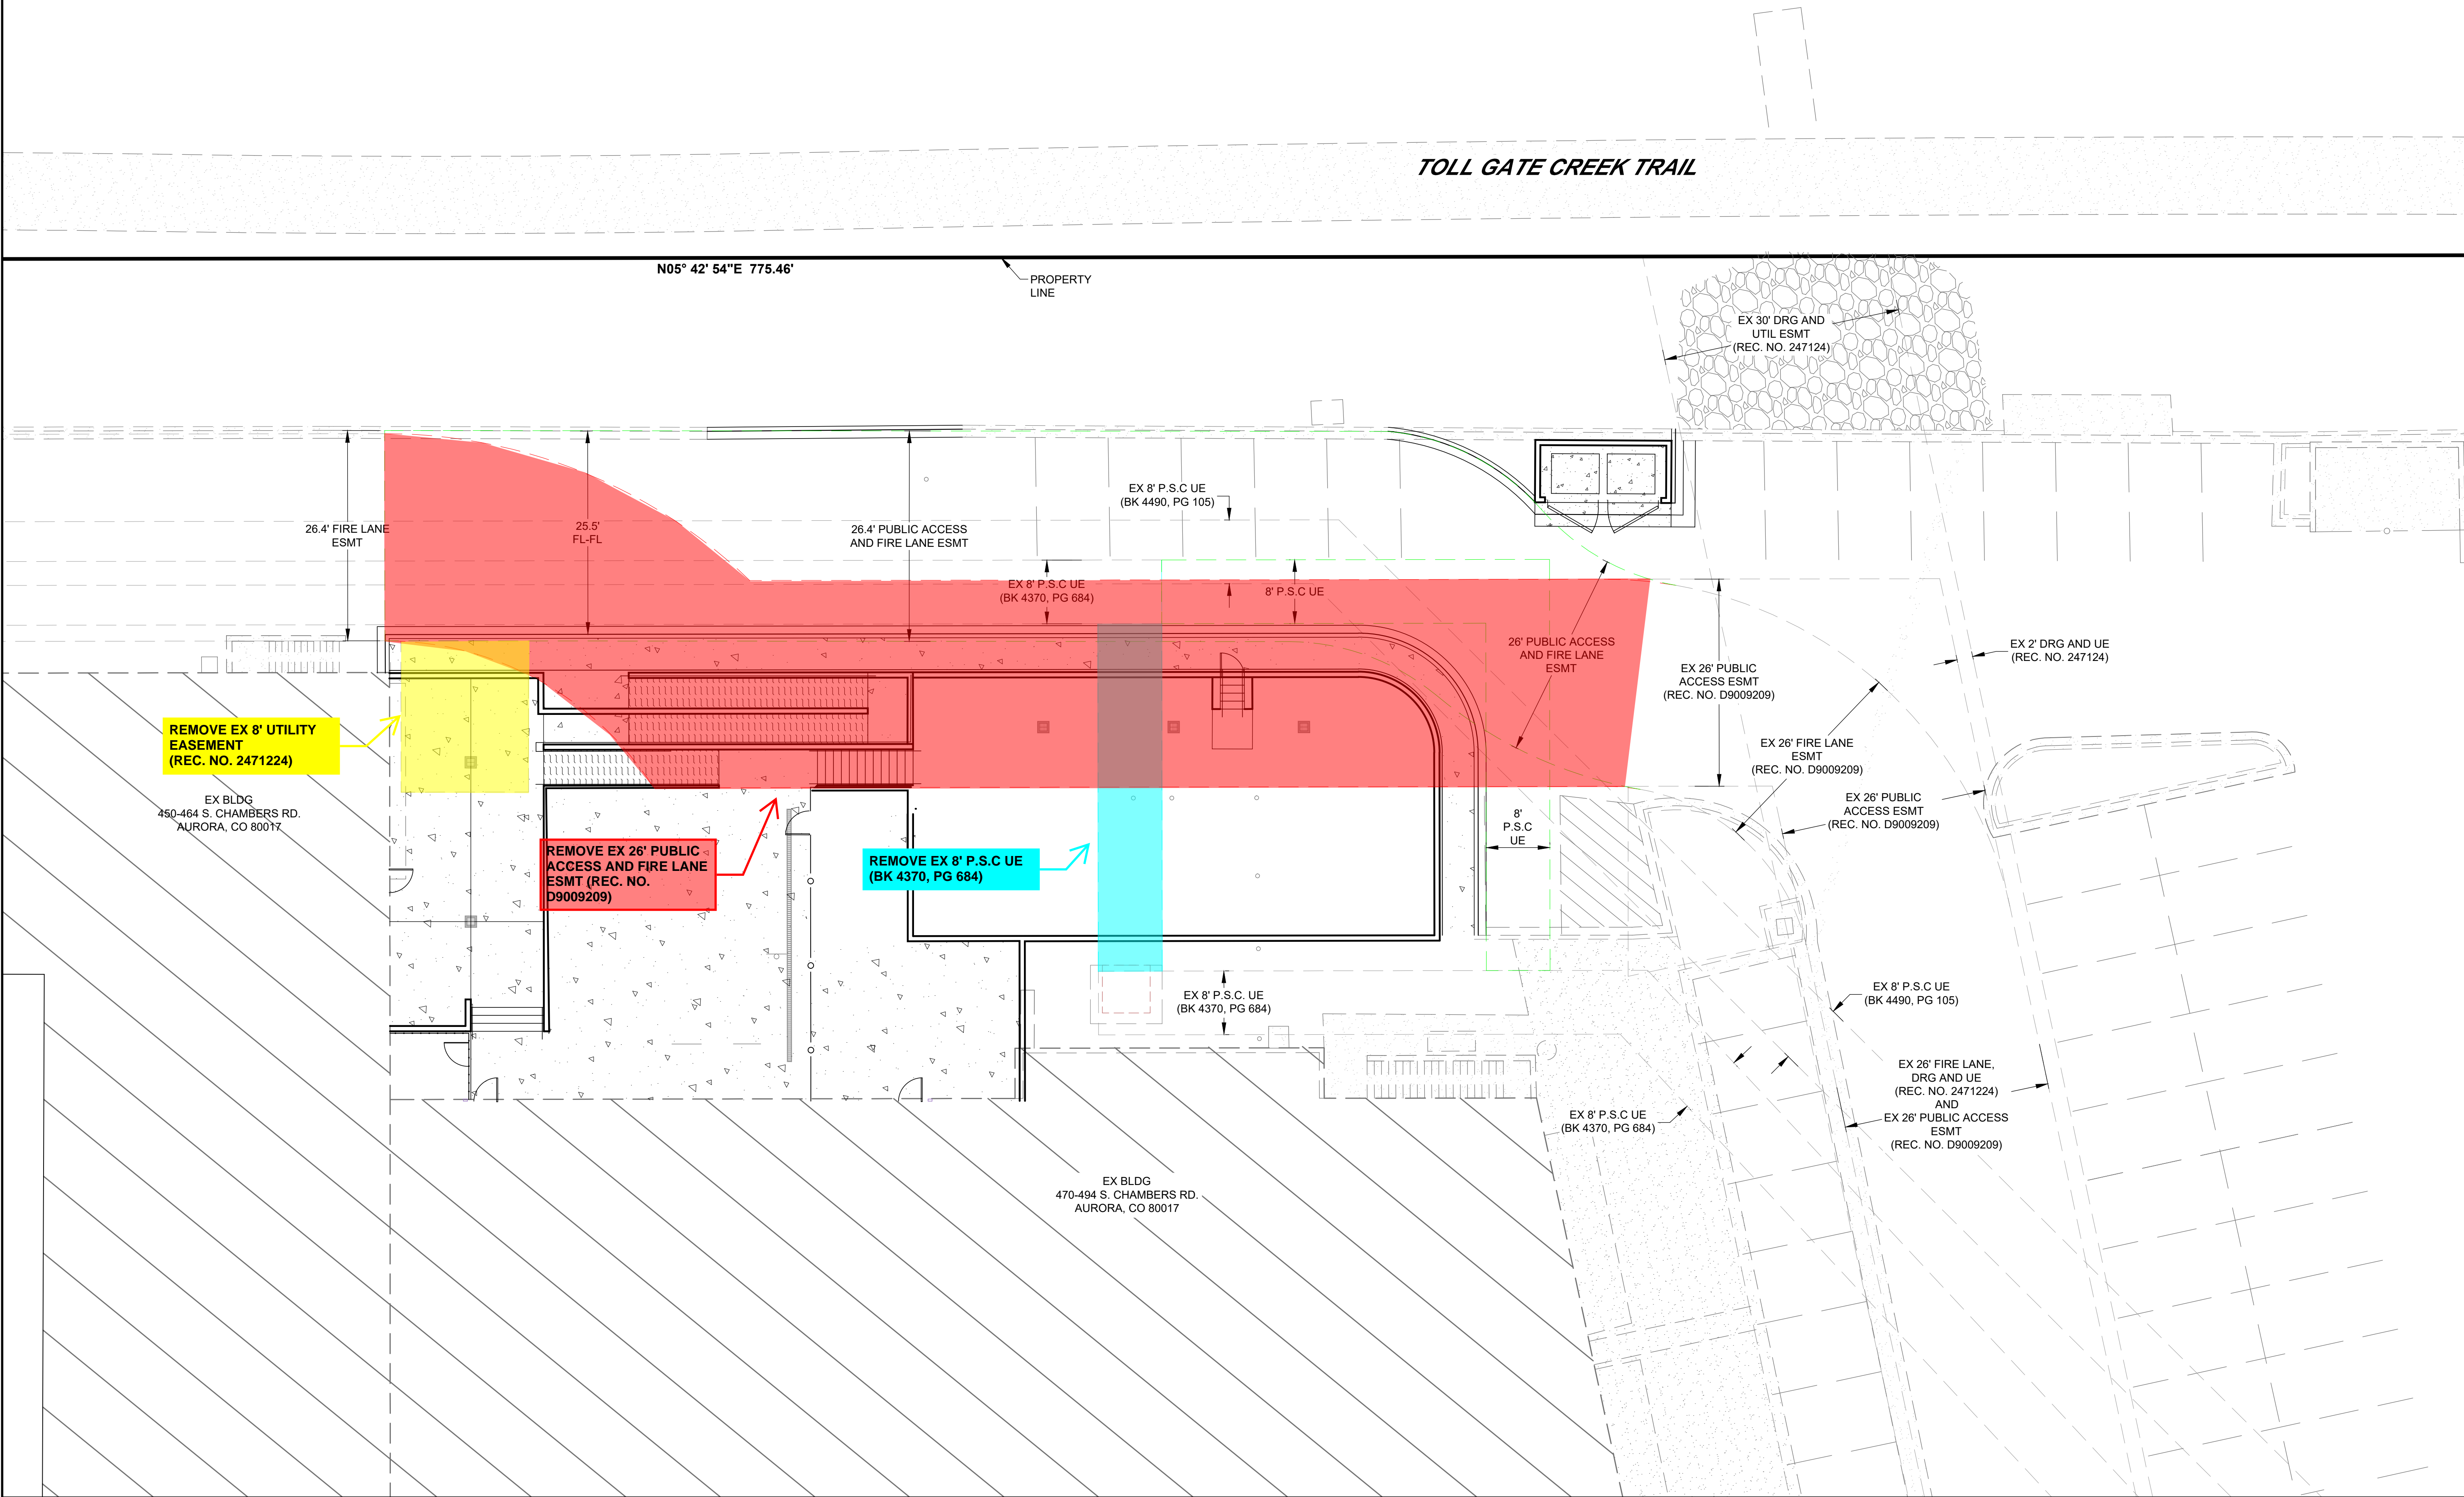 TOLL GATE CREEK TRAIL
N05° 42' 54"E  775.46'
PROPERTY
LINE
EX 30' DRG AND
UTIL ESMT
(REC. NO. 247124)
EX 8' P.S.C UE
(BK 4490, PG 105)
26.4' FIRE LANE
ESMT
25.5'
FL-FL
26.4' PUBLIC ACCESS
AND FIRE LANE ESMT
EX 8' P.S.C UE
(BK 4370, PG 684)
8' P.S.C UE
26' PUBLIC ACCESS
AND FIRE LANE
ESMT
EX 26' PUBLIC
ACCESS ESMT
(REC. NO. D9009209)
EX 2' DRG AND UE
(REC. NO. 247124)
REMOVE EX 8' UTILITY
EASEMENT
(REC. NO. 2471224)
EX 26' FIRE LANE
ESMT
(REC. NO. D9009209)
EX BLDG
450-464 S. CHAMBERS RD.
AURORA, CO 80017
EX 26' PUBLIC
ACCESS ESMT
(REC. NO. D9009209)
8'
P.S.C
UE
REMOVE EX 26' PUBLIC
ACCESS AND FIRE LANE
ESMT (REC. NO.
D9009209)
REMOVE EX 8' P.S.C UE
(BK 4370, PG 684)
EX 8' P.S.C. UE
(BK 4370, PG 684)
EX 8' P.S.C UE
(BK 4490, PG 105)
EX 26' FIRE LANE,
DRG AND UE
(REC. NO. 2471224)
AND
EX 26' PUBLIC ACCESS
ESMT
(REC. NO. D9009209)
EX 8' P.S.C UE
(BK 4370, PG 684)
EX BLDG
470-494 S. CHAMBERS RD.
AURORA, CO 80017